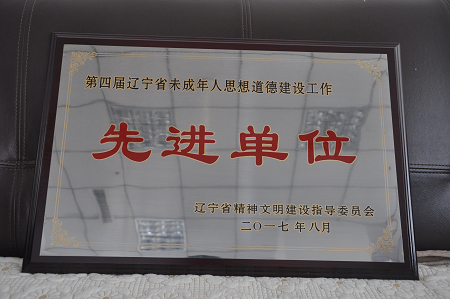 第四届辽宁省未成年人思想道德建设工作
先进单位
辽宁省精神文明建设指导委员会
二〇一七年八月